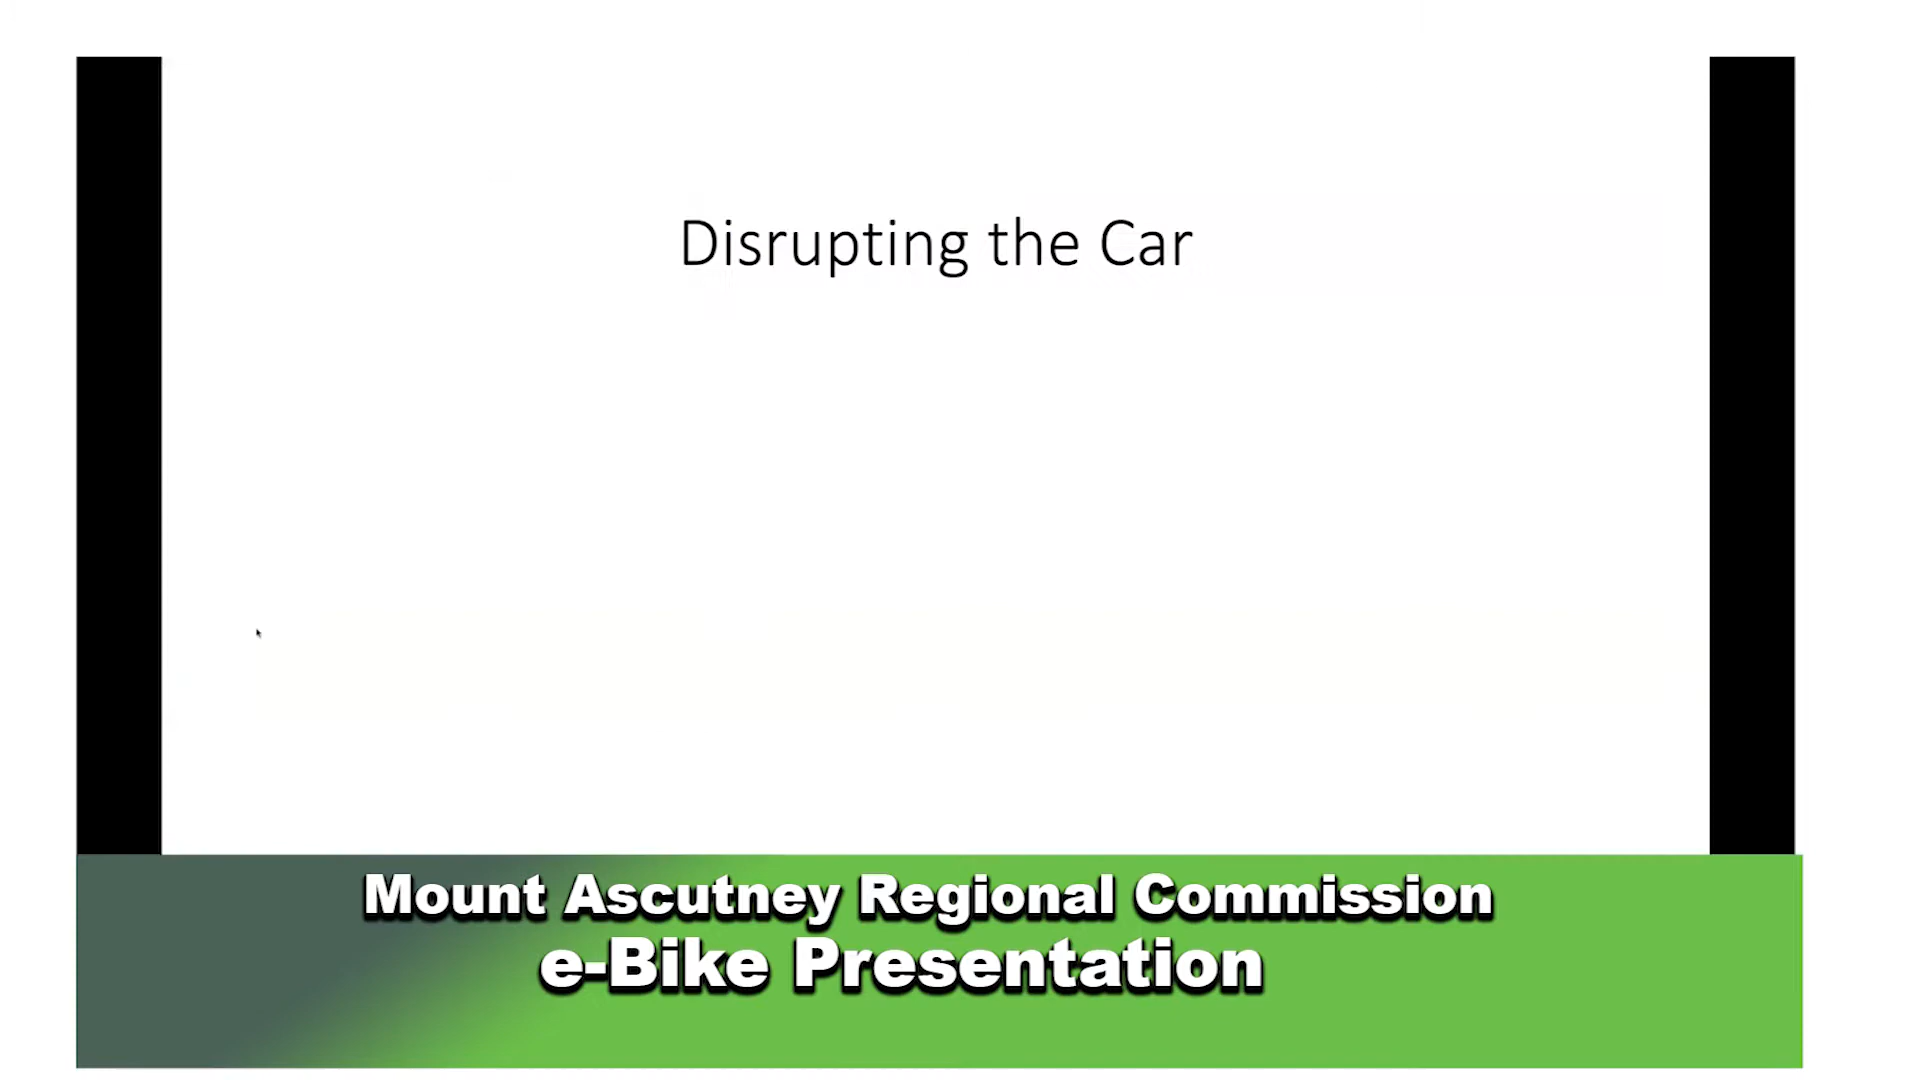 Disrupting the Car
Mount Ascutney Regional Commission
e-Bike Presentation